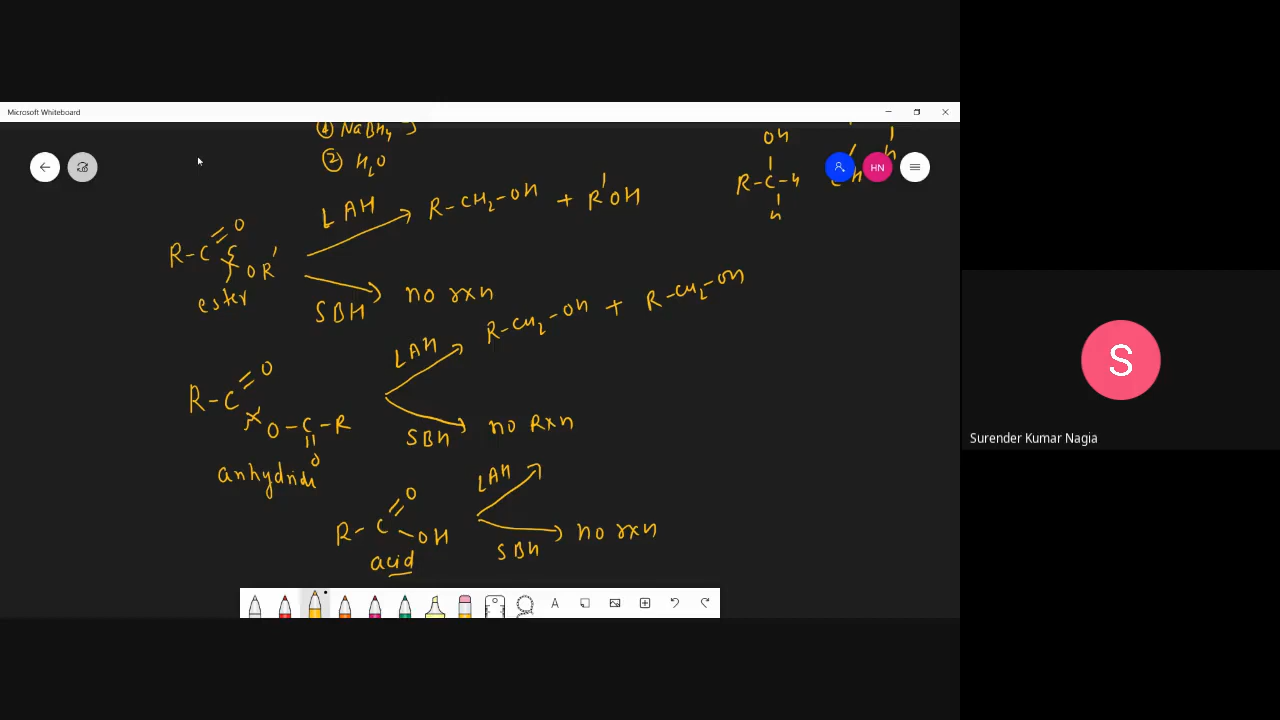 Microsoft Whiteboard
① NaBH4
② H2O
OH
R-C-H
H
HN
LAH
R-CH2-OH + R'OH
R-C=O
OR'
ester
SBH
no rxn
LAH
R-CH2-OH + R-CH2-OH
R-C=O
O-C-R
O
anhydride
SBH
no Rxn
LAH
R-C=O
OH
acid
SBH
no rxn
A
S
Surender Kumar Nagia